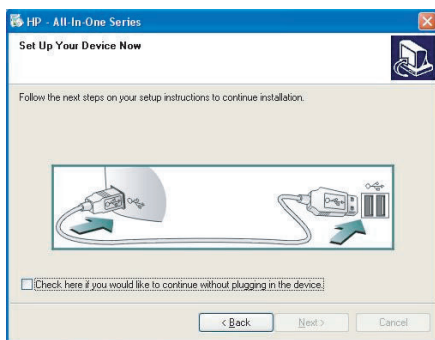 HP - All-In-One Series
Set Up Your Device Now
Follow the next steps on your setup instructions to continue installation.
Check here if you would like to continue without plugging in the device.
< Back
Next >
Cancel